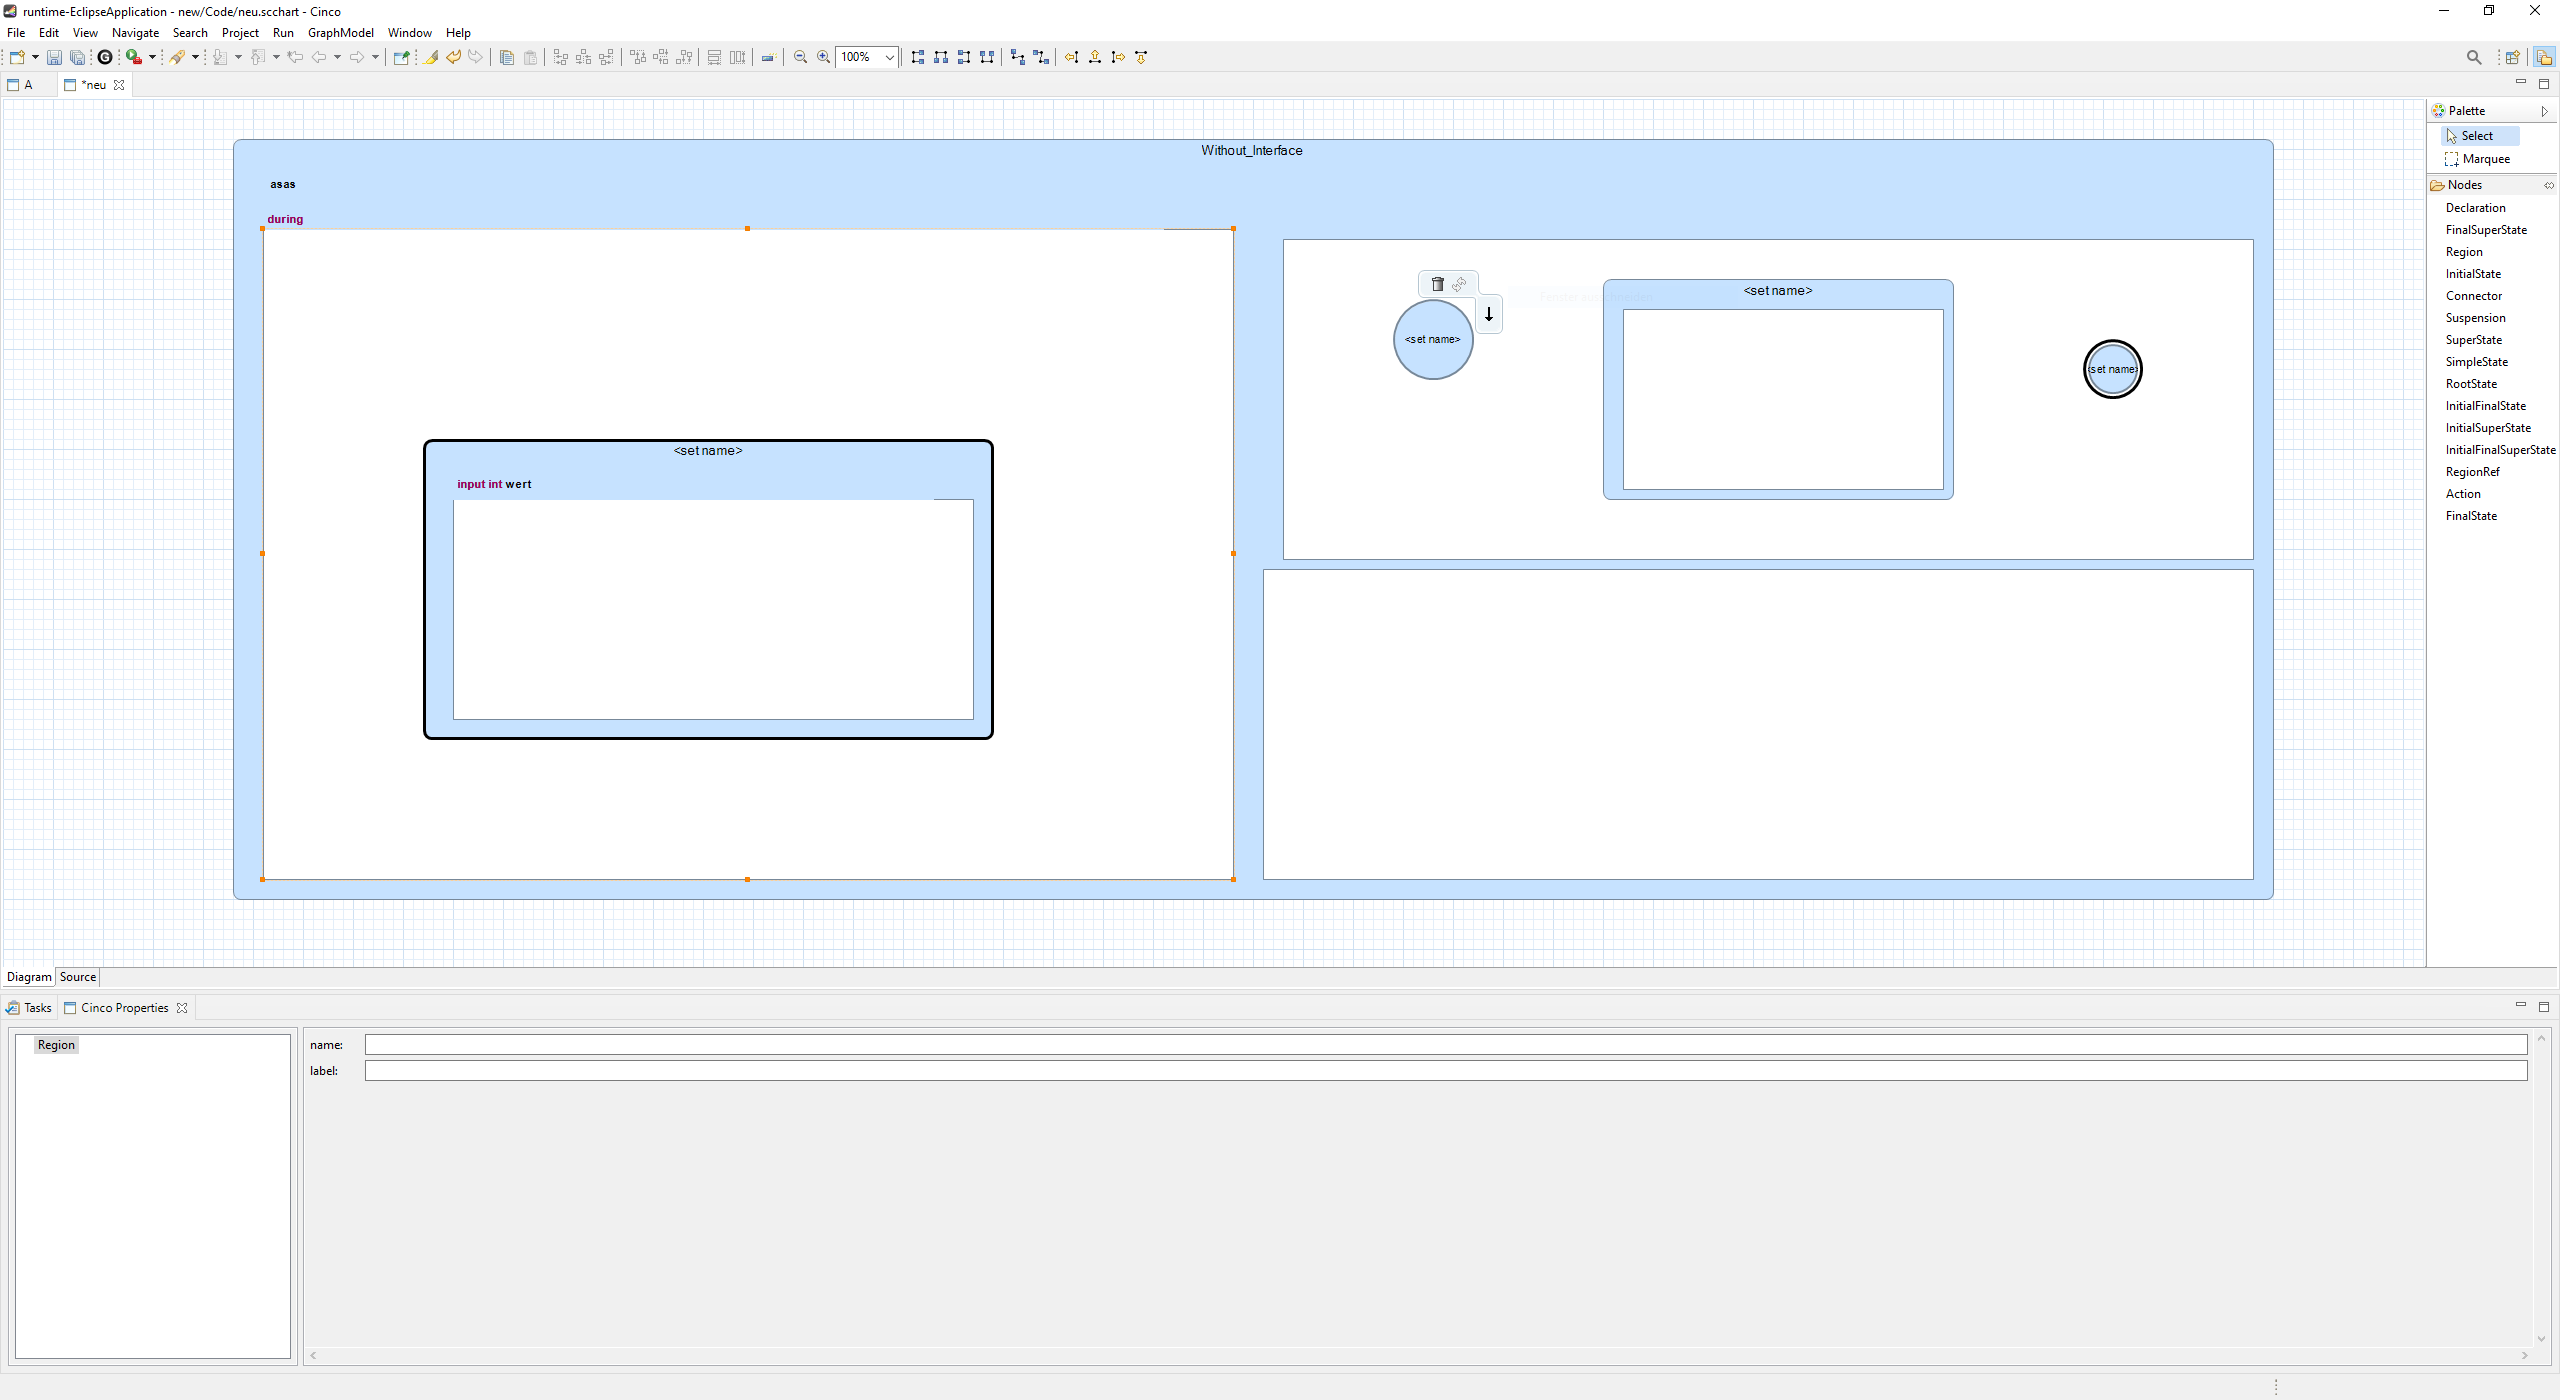 runtime-EclipseApplication - new/Code/neu.scchart - Cinco
File Edit View Navigate Search Project Run GraphModel Window Help
100%
A *neu
Without_Interface
asas
during
<set name>
input int wert
<set name>
<set name>
set name
Palette
Select
Marquee
Nodes
Declaration
FinalSuperState
Region
InitialState
Connector
Suspension
SuperState
SimpleState
RootState
InitialFinalState
InitialSuperState
InitialFinalSuperState
RegionRef
Action
FinalState
Diagram Source
Tasks Cinco Properties
Region
name:
label: